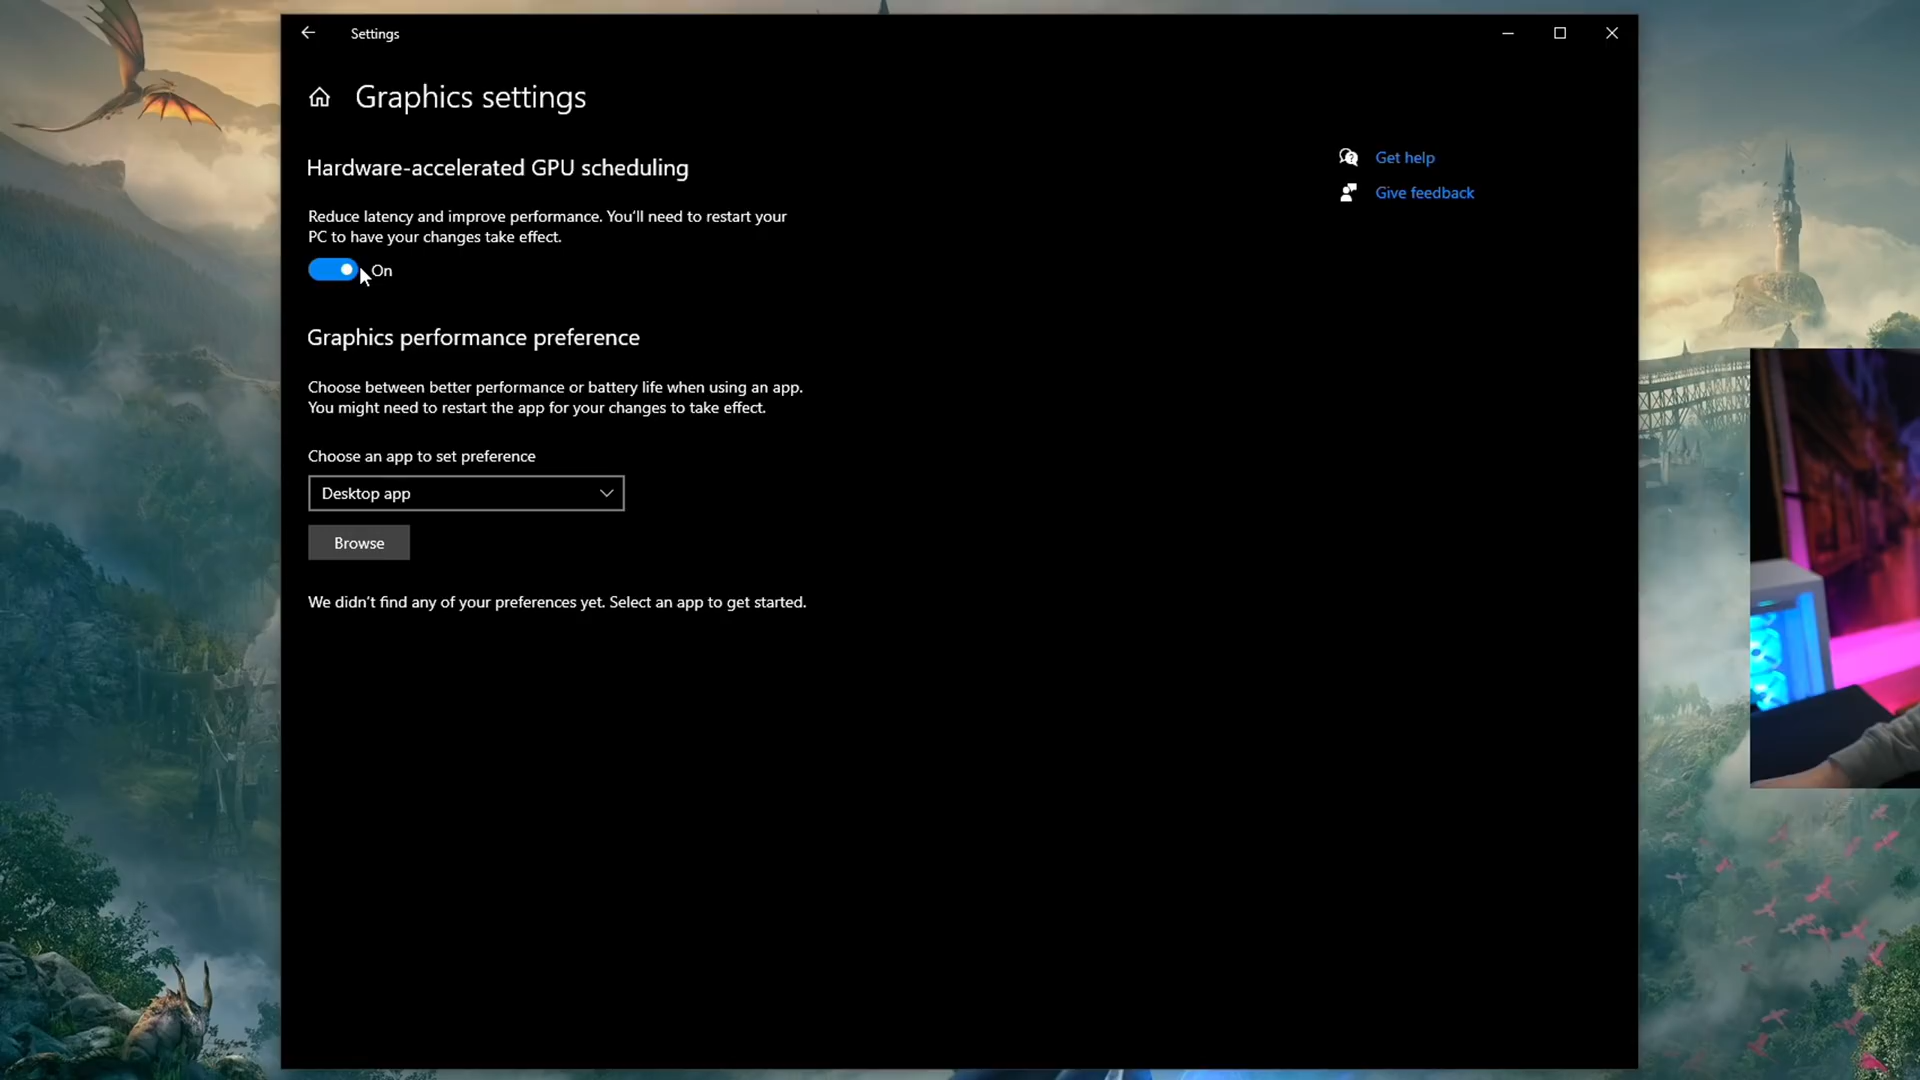 Settings
Graphics settings
Hardware-accelerated GPU scheduling
Reduce latency and improve performance. You'll need to restart your
PC to have your changes take effect.
On
Graphics performance preference
Choose between better performance or battery life when using an app.
You might need to restart the app for your changes to take effect.
Choose an app to set preference
Desktop app
Browse
We didn't find any of your preferences yet. Select an app to get started.
Get help
Give feedback